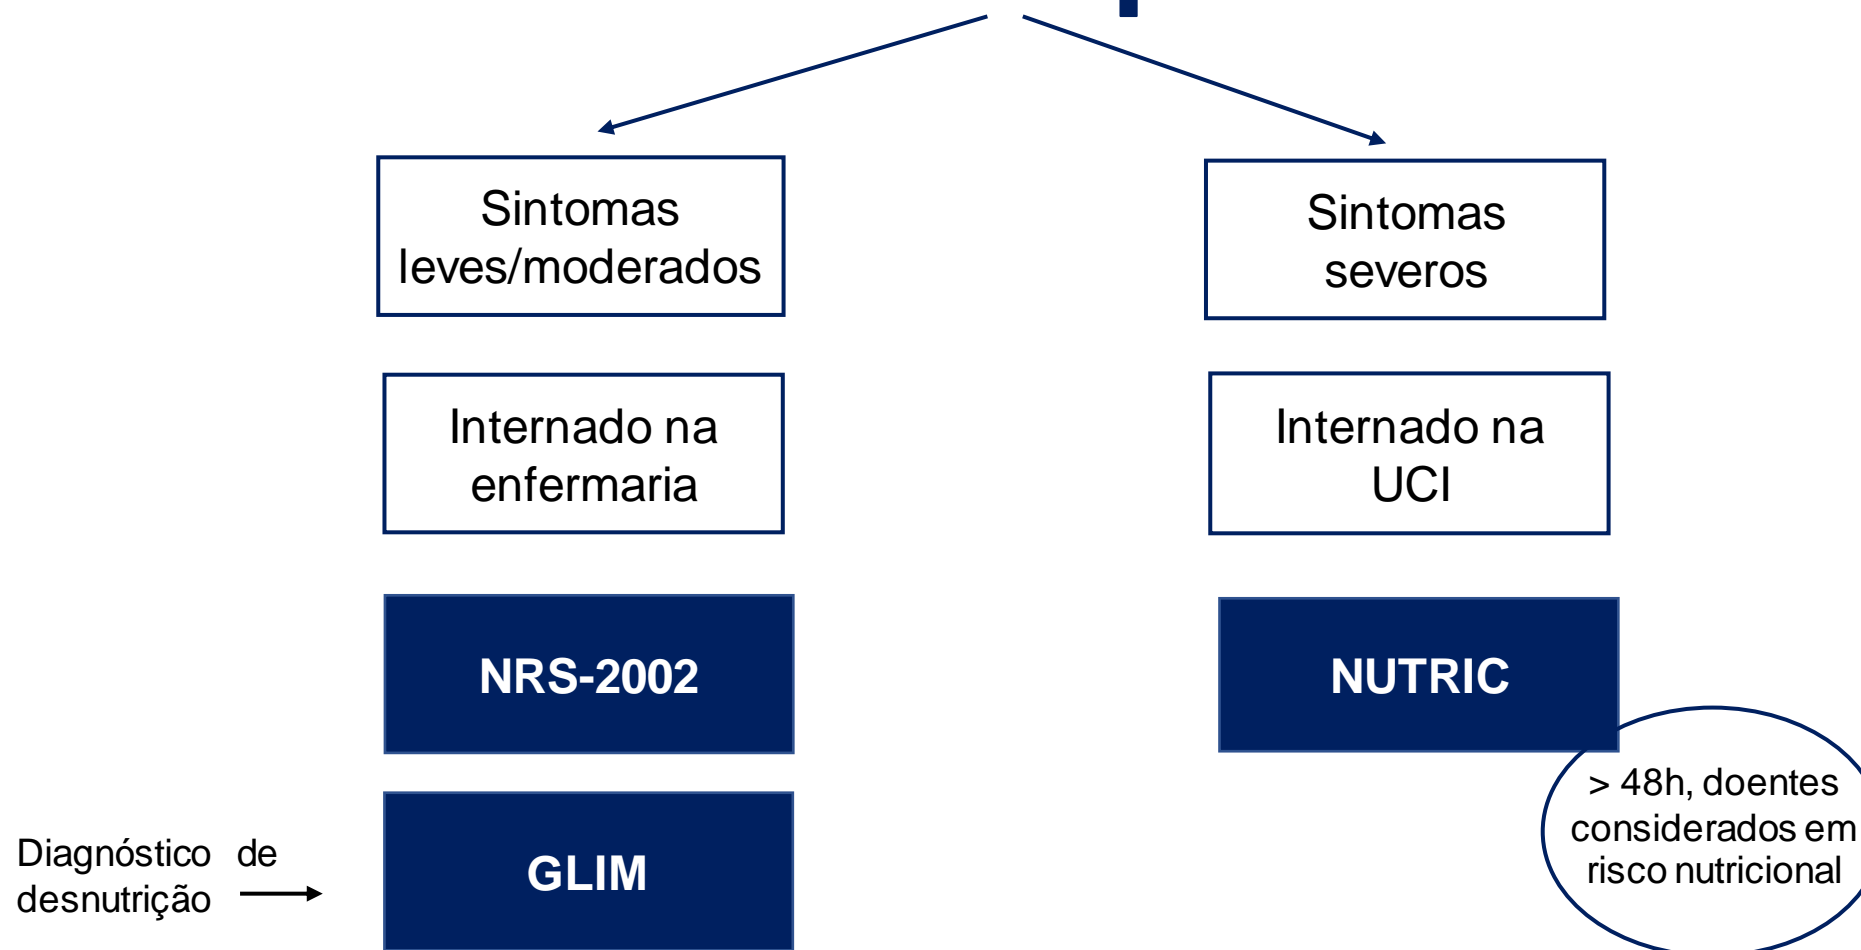 Sintomas
leves/moderados
Sintomas
severos
Internado na
enfermaria
Internado na
UCI
NRS-2002
NUTRIC
> 48h, doentes
considerados em
risco nutricional
Diagnóstico de
desnutrição
GLIM